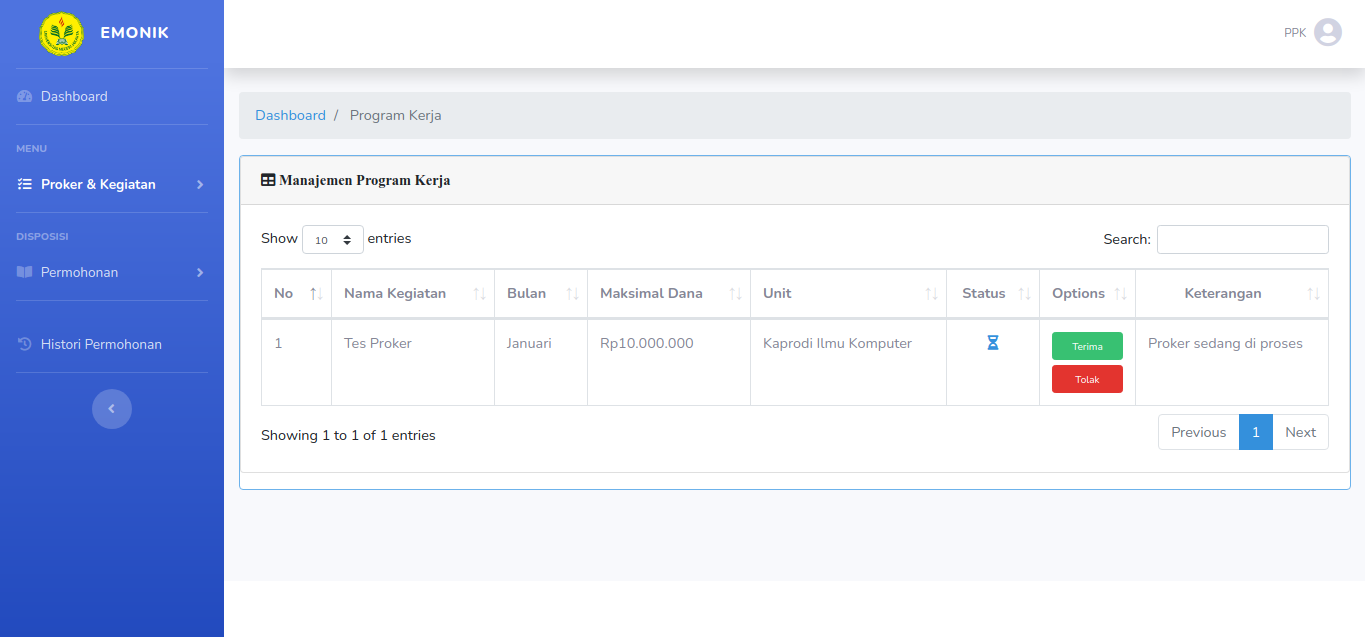 EMONIK
PPK
Dashboard
MENU
Proker & Kegiatan
DISPOSISI
Permohonan
Histori Permohonan
Dashboard / Program Kerja
Manajemen Program Kerja
Show 10 entries
Search:
No Nama Kegiatan Bulan Maksimal Dana Unit Status Options Keterangan
1 Tes Proker Januari Rp10.000.000 Kaprodi Ilmu Komputer Terima Proker sedang di proses
Tolak
Showing 1 to 1 of 1 entries
Previous 1 Next